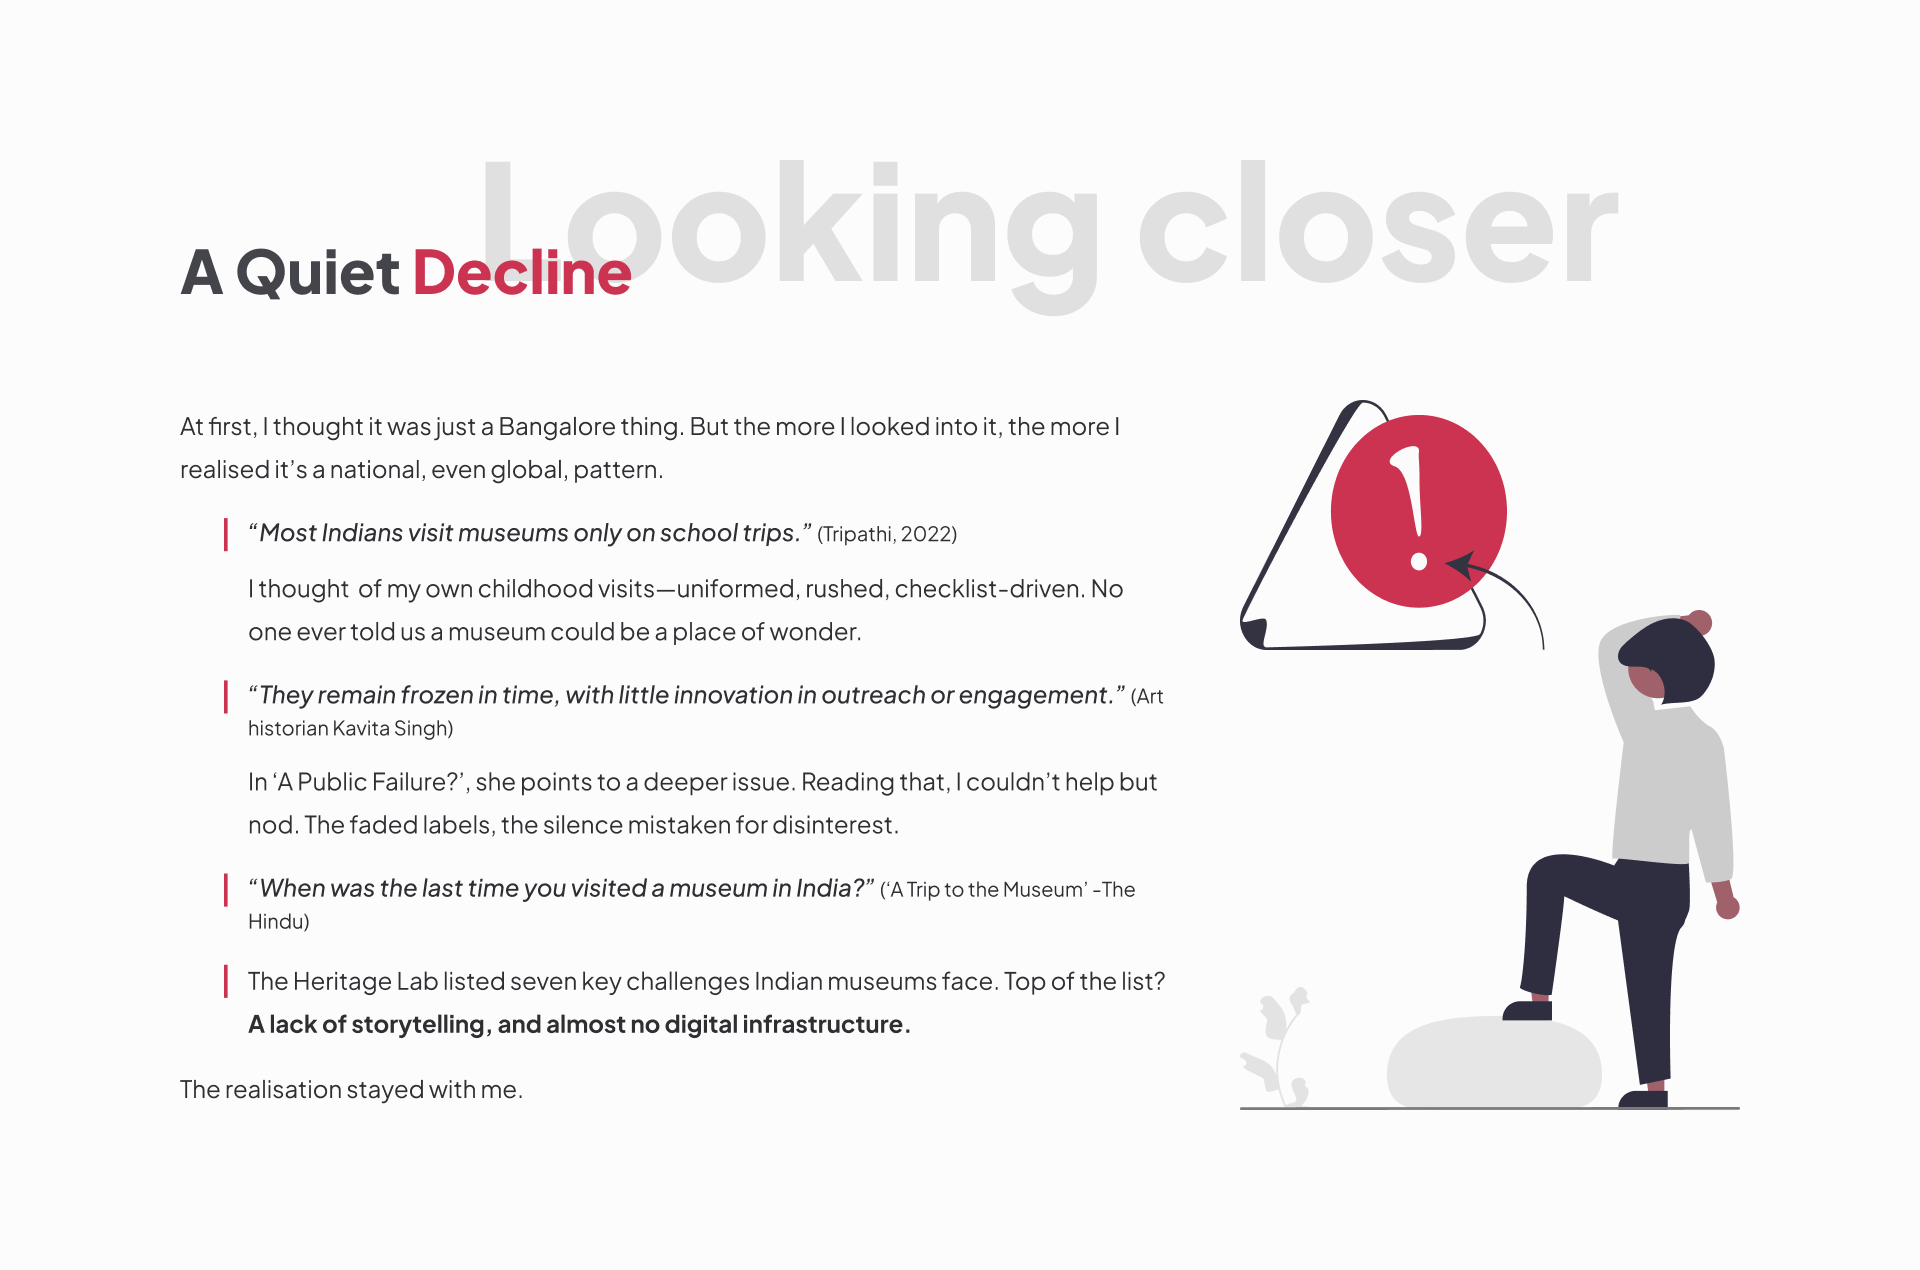 Looking closer
A Quiet Decline
At first, I thought it was just a Bangalore thing. But the more I looked into it, the more I
realised it’s a national, even global, pattern.
“Most Indians visit museums only on school trips.” (Tripathi, 2022)
I thought  of my own childhood visits—uniformed, rushed, checklist-driven. No
one ever told us a museum could be a place of wonder.
“They remain frozen in time, with little innovation in outreach or engagement.” (Art
historian Kavita Singh)
In ‘A Public Failure?’, she points to a deeper issue. Reading that, I couldn’t help but
nod. The faded labels, the silence mistaken for disinterest.
“When was the last time you visited a museum in India?” (‘A Trip to the Museum’ -The
Hindu)
The Heritage Lab listed seven key challenges Indian museums face. Top of the list?
A lack of storytelling, and almost no digital infrastructure.
The realisation stayed with me.
!